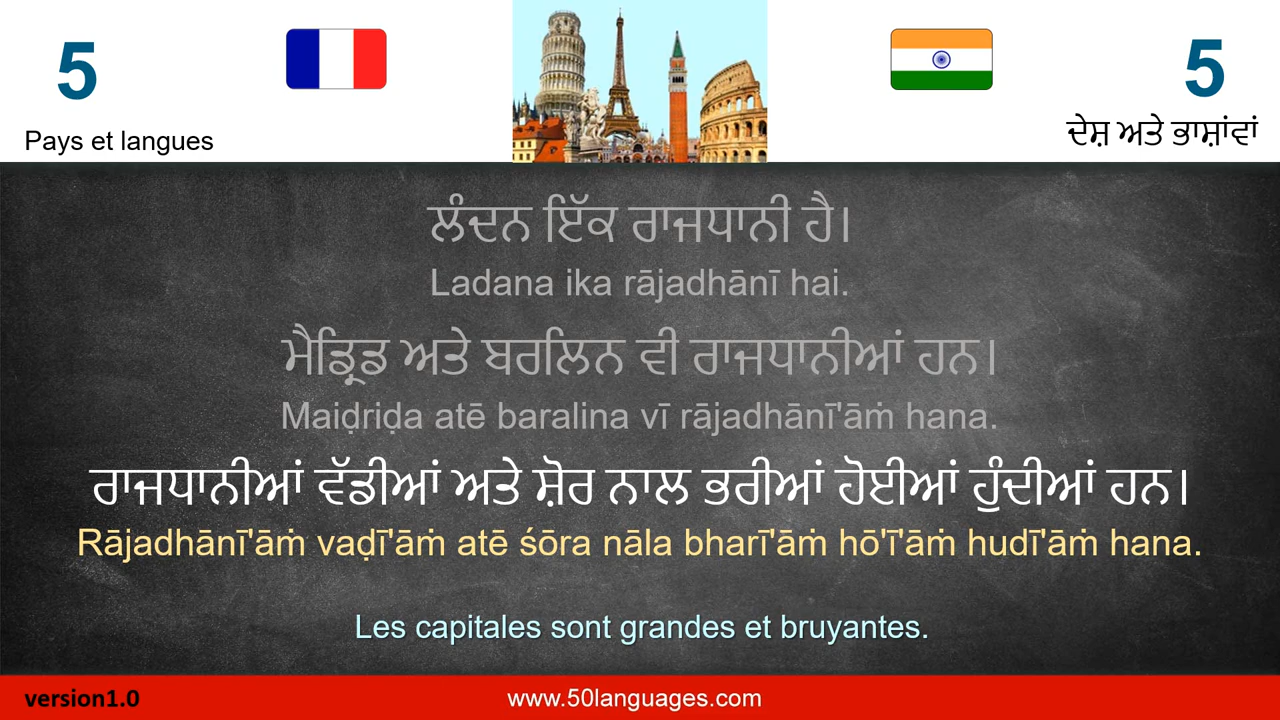 5
5
Pays et langues
ਦੇਸ਼ ਅਤੇ ਭਾਸ਼ਾਂਵਾਂ
ਲੰਦਨ ਇੱਕ ਰਾਜਧਾਨੀ ਹੈ।
Ladana ika rājadhānī hai.
ਮੈਡ੍ਰਿਡ ਅਤੇ ਬਰਲਿਨ ਵੀ ਰਾਜਧਾਨੀਆਂ ਹਨ।
Maiḍriḍa atē baralina vī rājadhānī'āṁ hana.
ਰਾਜਧਾਨੀਆਂ ਵੱਡੀਆਂ ਅਤੇ ਸ਼ੋਰ ਨਾਲ ਭਰੀਆਂ ਹੋਈਆਂ ਹੁੰਦੀਆਂ ਹਨ।
Rājadhānī'āṁ vaḍī'āṁ atē śōra nāla bharī'āṁ hō'ī'āṁ hudī'āṁ hana.
Les capitales sont grandes et bruyantes.
version1.0
www.50languages.com